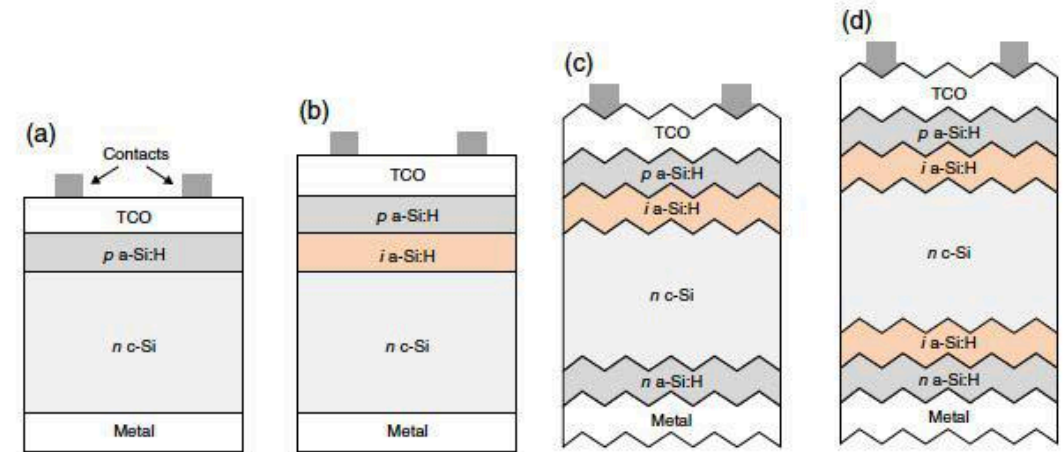 (a)
Contacts
TCO
p a-Si:H
n c-Si
Metal
(b)
TCO
p a-Si:H
i a-Si:H
n c-Si
Metal
(c)
TCO
p a-Si:H
i a-Si:H
n c-Si
n a-Si:H
Metal
(d)
TCO
p a-Si:H
i a-Si:H
n c-Si
i a-Si:H
n a-Si:H
Metal